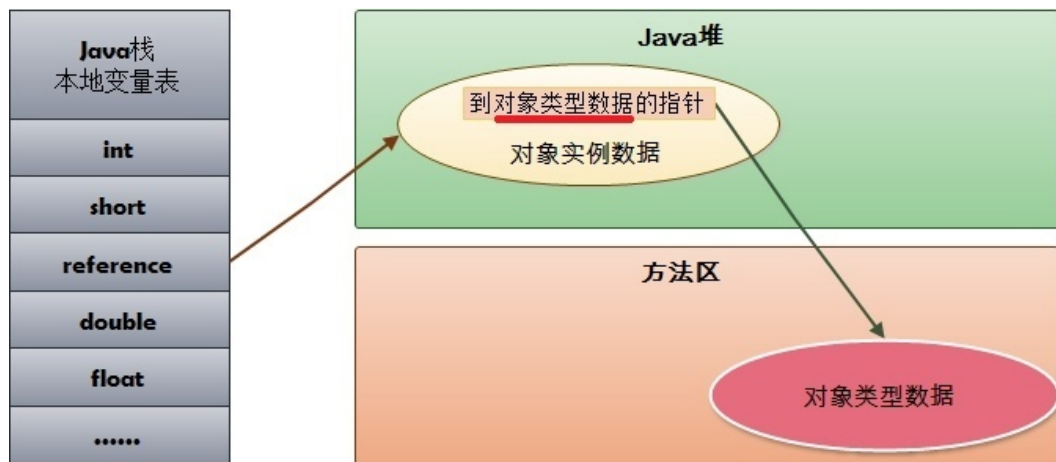 Java栈
本地变量表
int
short
reference
double
float
......
Java堆
到对象类型数据的指针
对象实例数据
方法区
对象类型数据